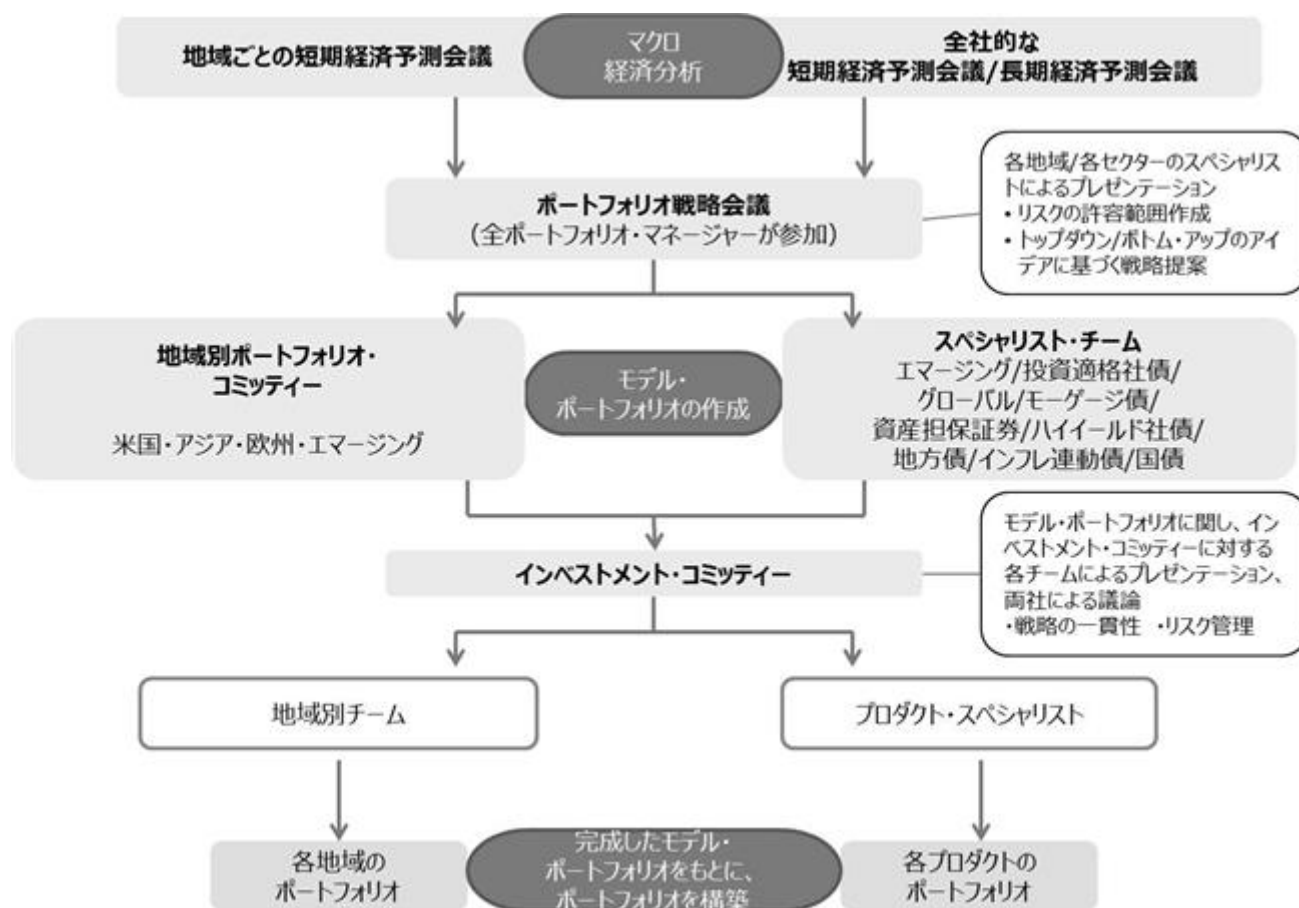 地域ごとの短期経済予測会議
マクロ
経済分析
全社的な
短期経済予測会議/長期経済予測会議
各地域/各セクターのスペシャリス
トによるプレゼンテーション
・リスクの許容範囲作成
・トップダウン/ボトム・アップのアイ
デアに基づく戦略提案
ポートフォリオ戦略会議
（全ポートフォリオ・マネージャーが参加）
地域別ポートフォリオ・
コミッティー
米国・アジア・欧州・エマージング
モデル・
ポートフォリオの作成
スペシャリスト・チーム
エマージング/投資適格社債/
グローバル/モーゲージ債/
資産担保証券/ハイイールド社債/
地方債/インフレ連動債/国債
インベストメント・コミッティー
モデル・ポートフォリオに関し、イン
ベストメント・コミッティーに対する
各チームによるプレゼンテーション、
両社による議論
・戦略の一貫性 ・リスク管理
地域別チーム
プロダクト・スペシャリスト
各地域の
ポートフォリオ
完成したモデル・
ポートフォリオをもとに、
ポートフォリオを構築
各プロダクトの
ポートフォリオ